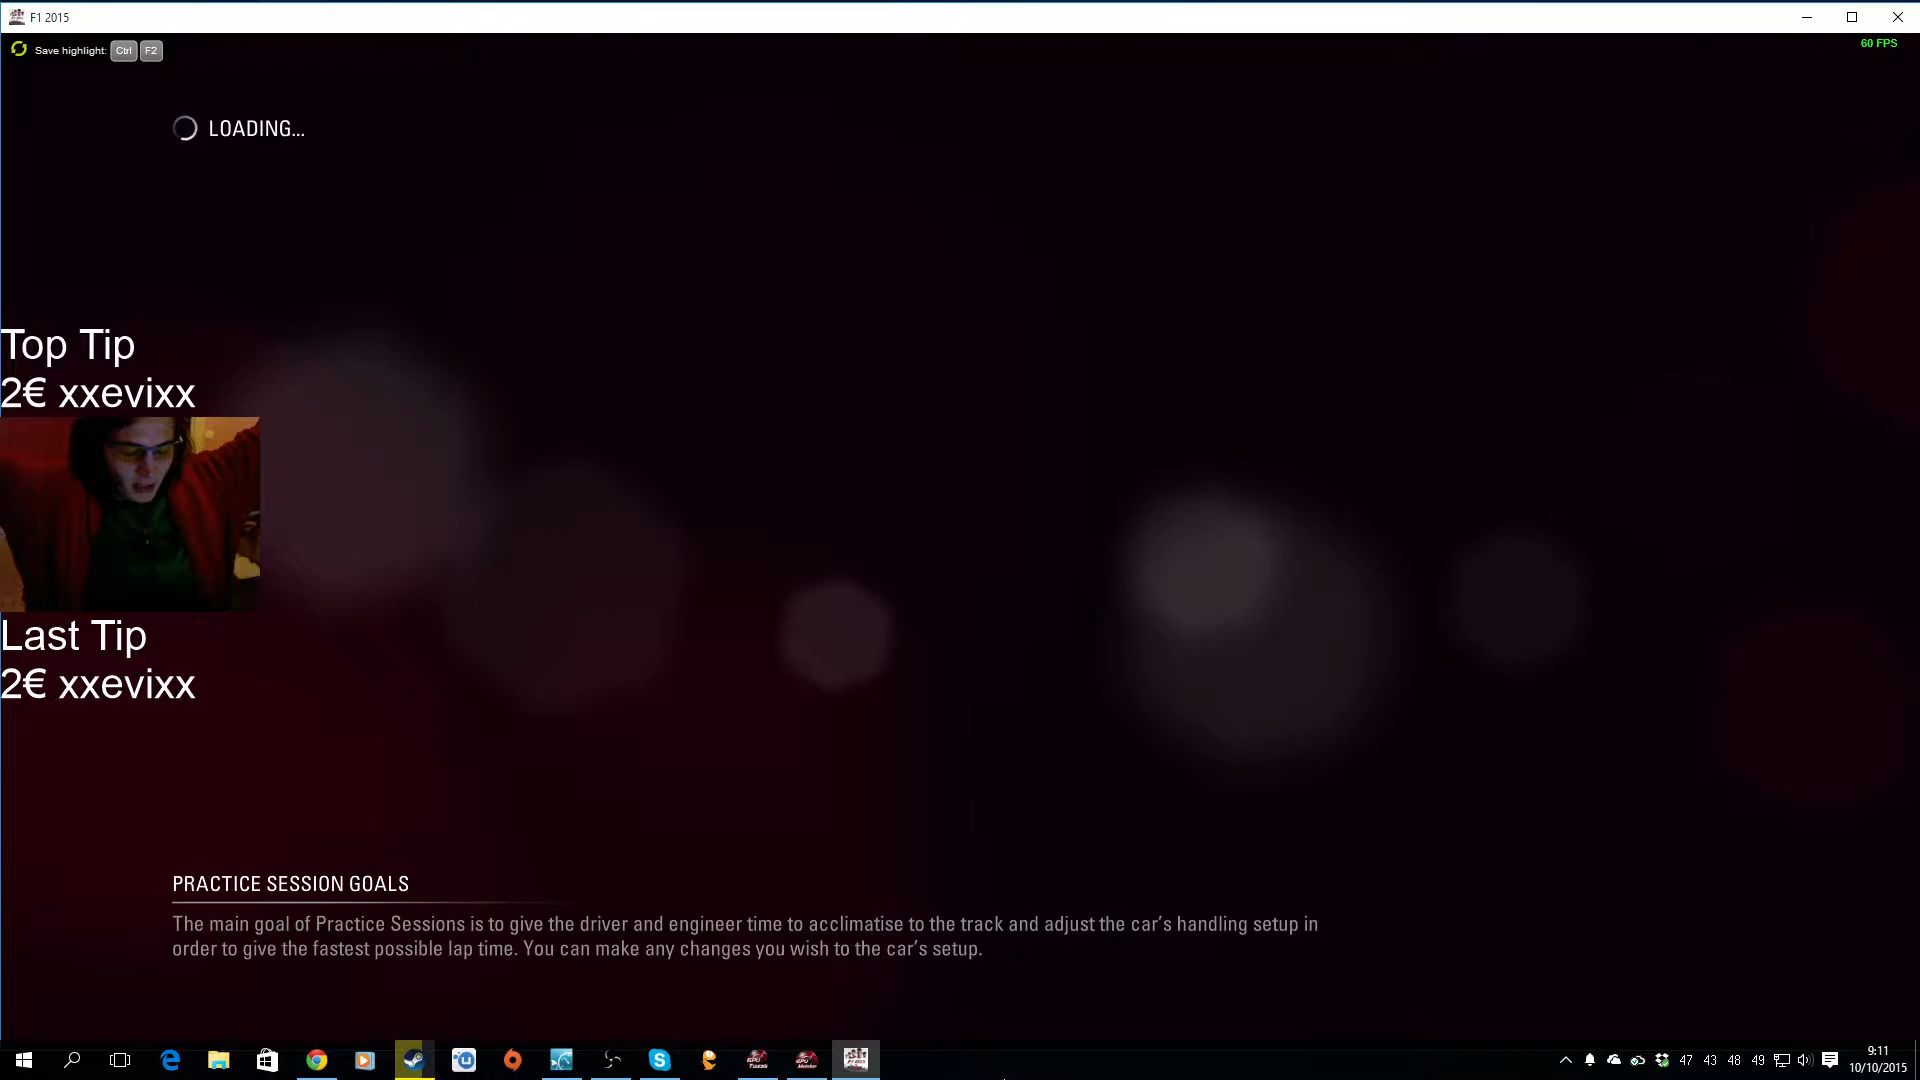 F1 2015
Save highlight: Ctrl F2
60 FPS
LOADING...
Top Tip
2€ xxevixx
Last Tip
2€ xxevixx
PRACTICE SESSION GOALS
The main goal of Practice Sessions is to give the driver and engineer time to acclimatise to the track and adjust the car's handling setup in
order to give the fastest possible lap time. You can make any changes you wish to the car's setup.
47 43 48 49
9:11
10/10/2015